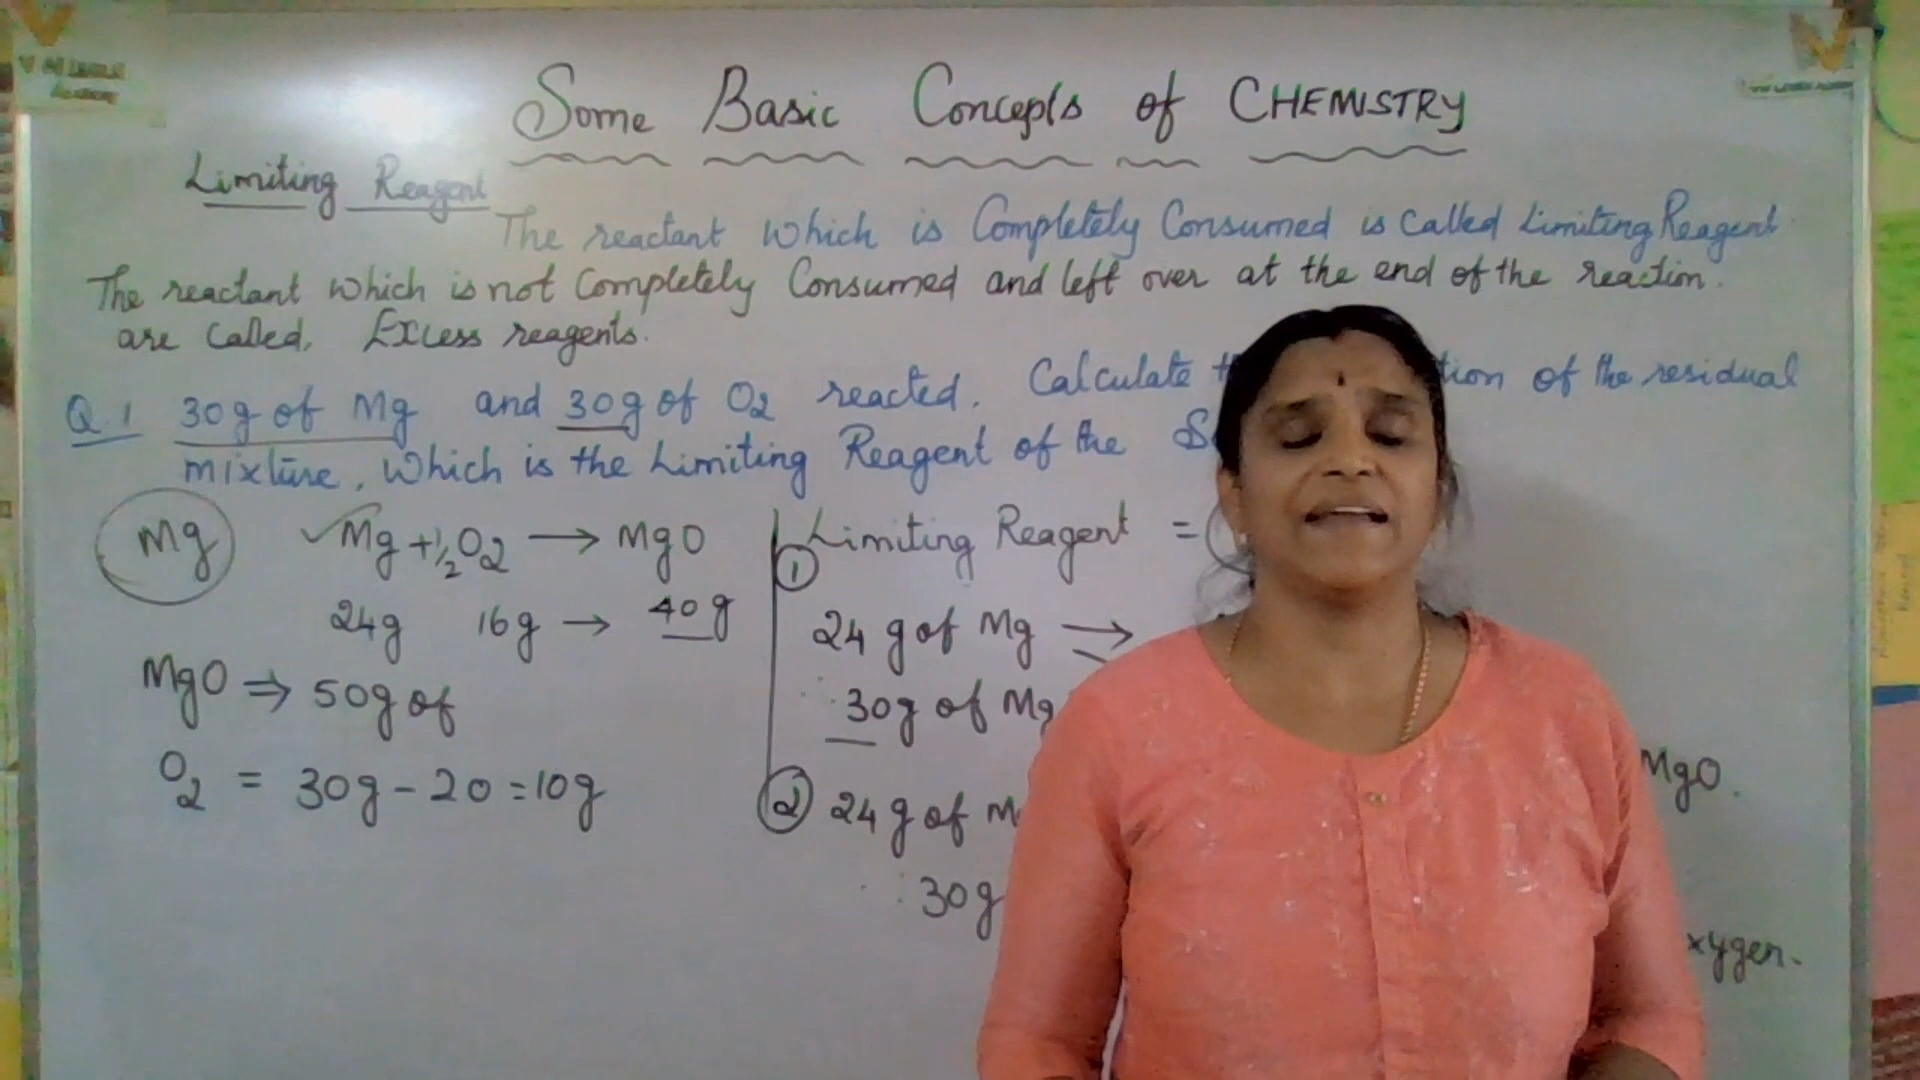 Some Basic Concepts of CHEMISTRY
Limiting Reagent
The reactant which is Completely Consumed is Called Limiting Reagent
The reactant which is not Completely Consumed and left over at the end of the reaction.
are Called, Excess reagents.
Q.1 30g of Mg and 30g of O2 reacted. Calculate tion of the residual
mixture, which is the Limiting Reagent of the
Mg
Mg + 1/2 O2 → MgO
24g 16g → 40g
MgO ⇒ 50g of
O2 = 30g - 20 = 10g
① Limiting Reagent =
24 g of Mg →
30g of Mg
MgO.
② 24 g of M
30g
xygen.